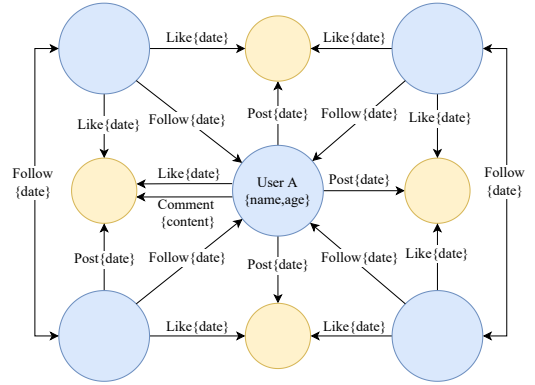 Like{date}
Like{date}
Like{date}
Follow{date}
Post{date}
Follow{date}
Like{date}
Follow
{date}
Like{date}
User A
{name,age}
Post{date}
Follow
{date}
Comment
{content}
Post{date}
Follow{date}
Post{date}
Follow{date}
Like{date}
Like{date}
Like{date}